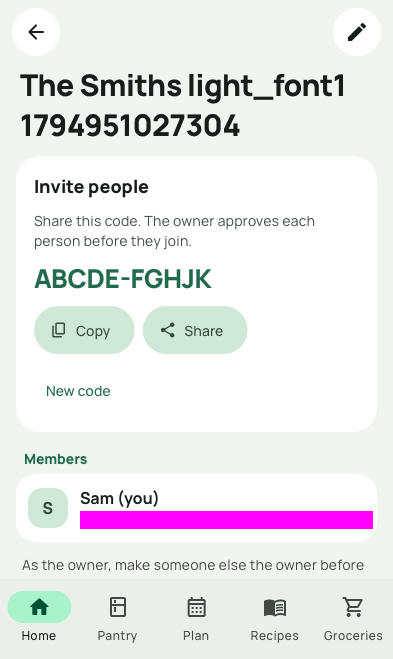 The Smiths light_font1
1794951027304
Invite people
Share this code. The owner approves each
person before they join.
ABCDE-FGHJK
Copy
Share
New code
Members
S
Sam (you)
As the owner, make someone else the owner before
Home
Pantry
Plan
Recipes
Groceries